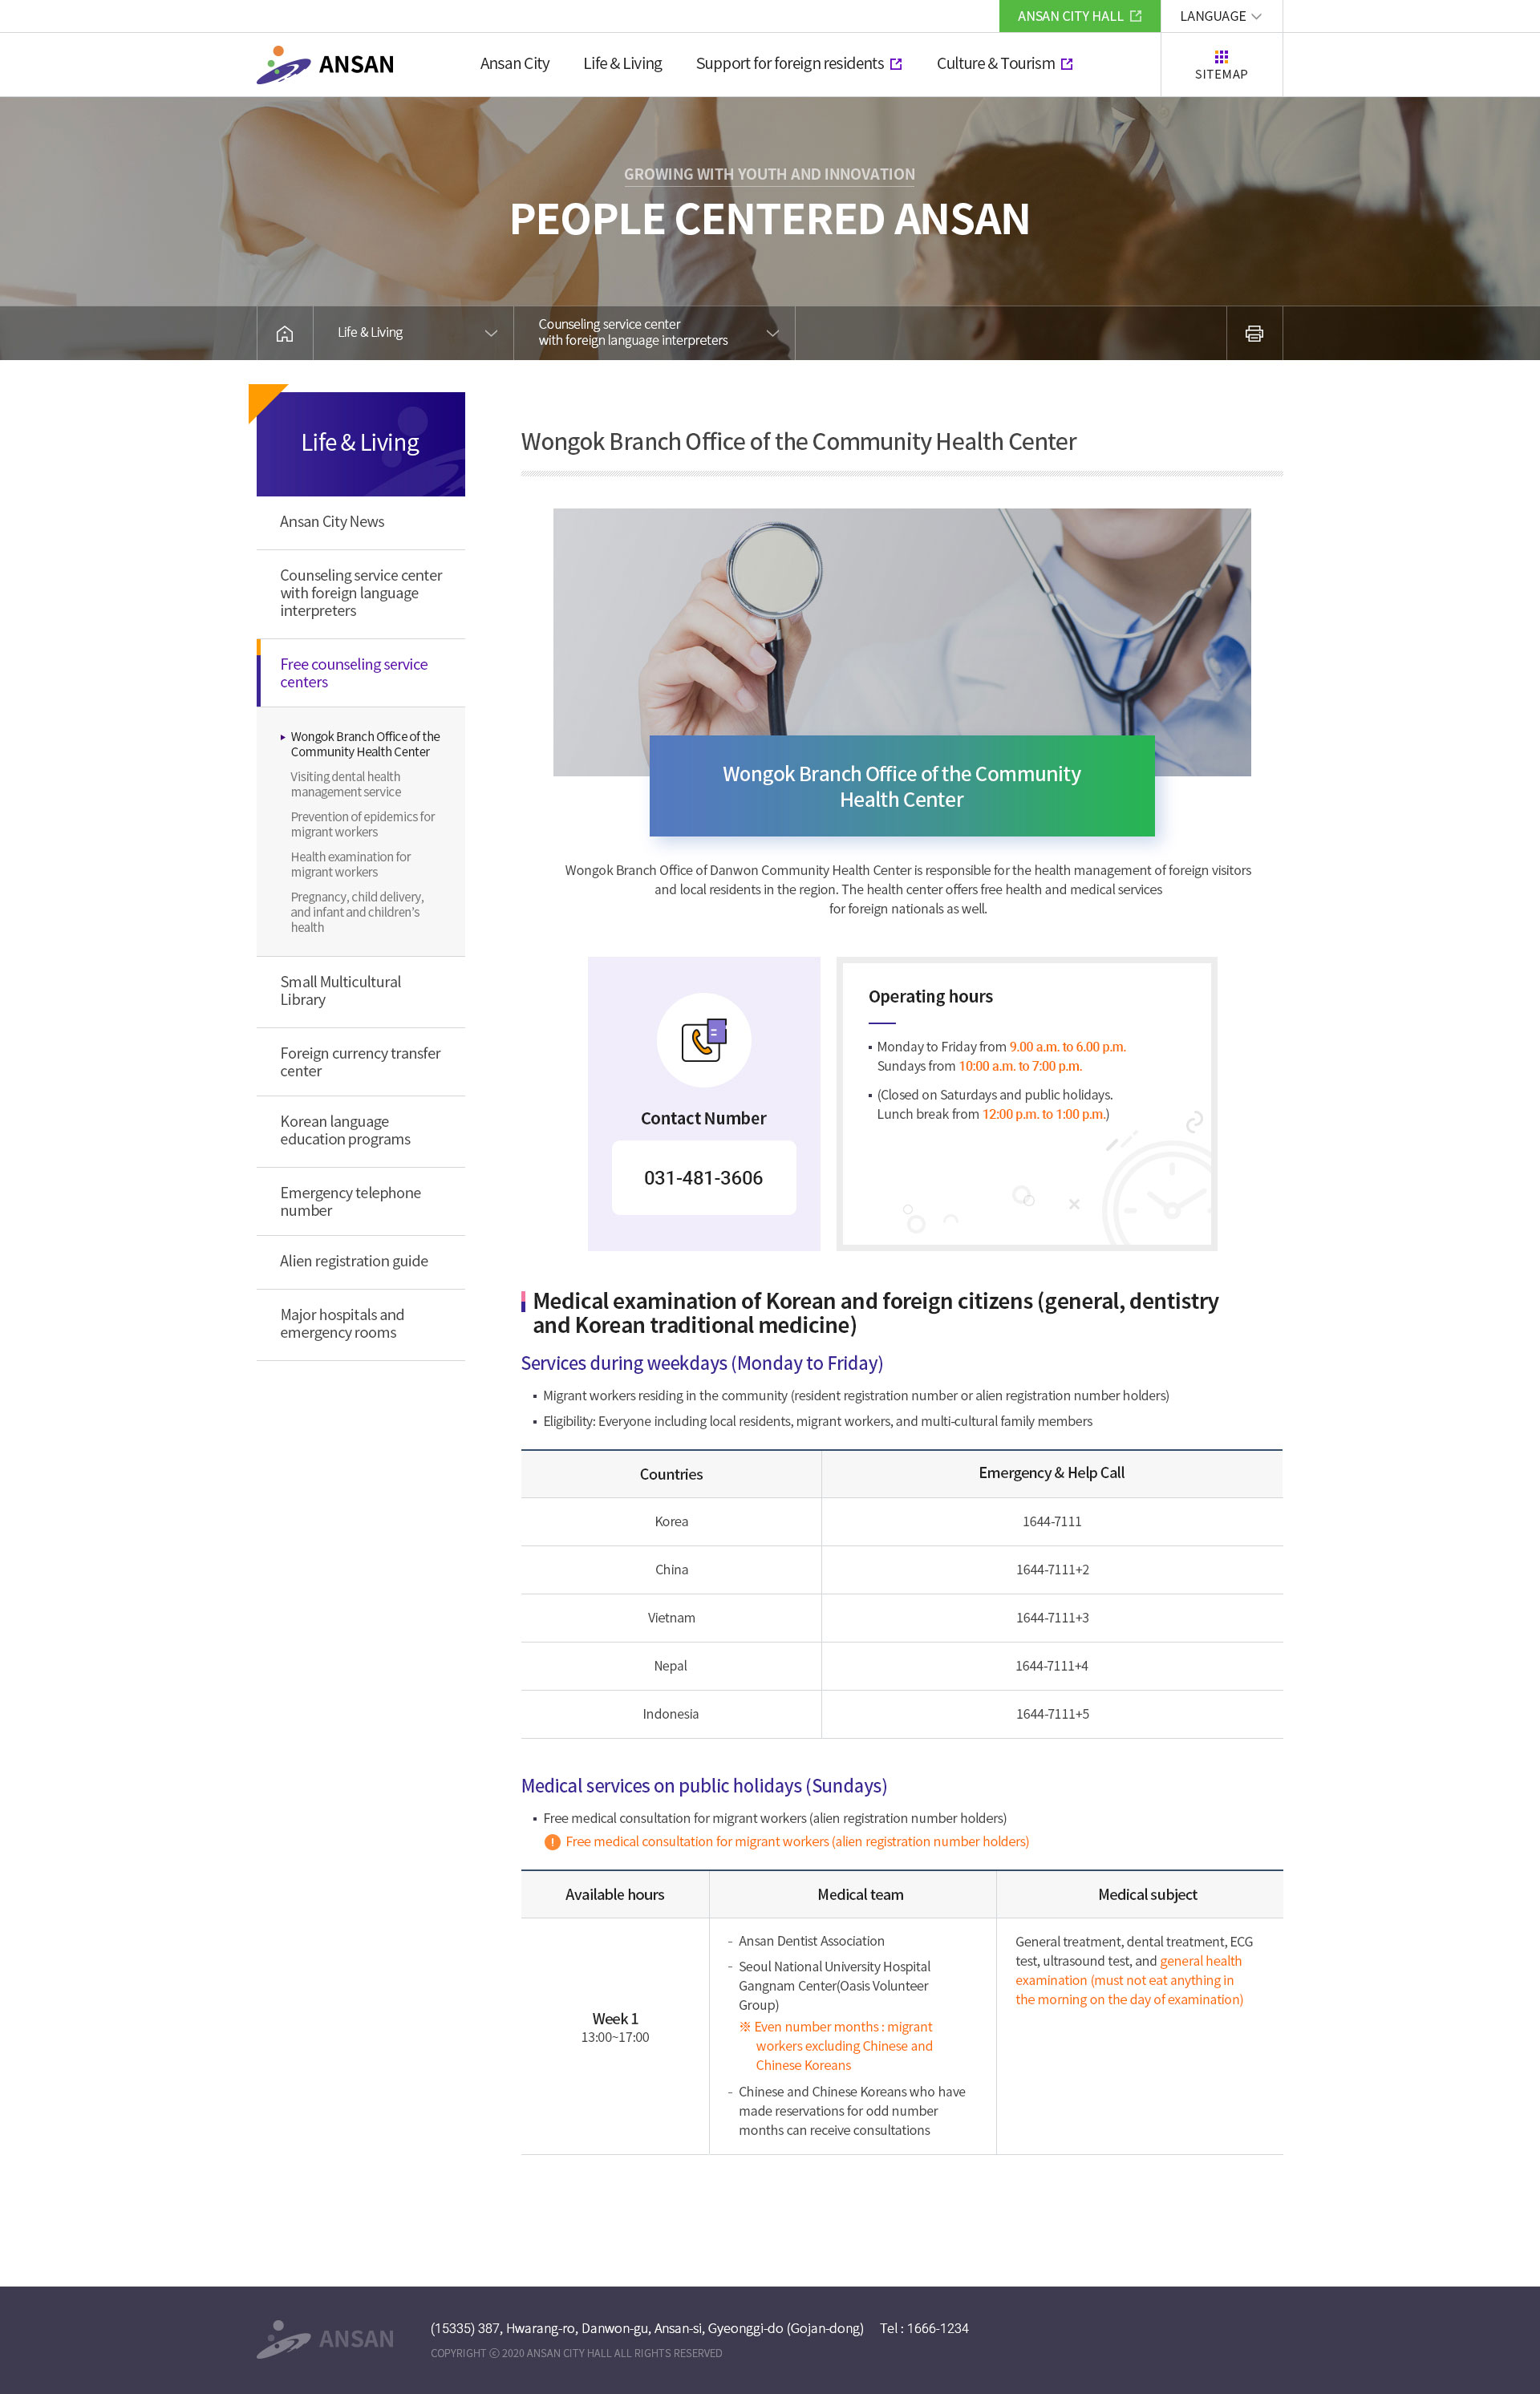 ANSAN CITY HALL
LANGUAGE
ANSAN
Ansan City
Life & Living
Support for foreign residents
Culture & Tourism
SITEMAP
GROWING WITH YOUTH AND INNOVATION
PEOPLE CENTERED ANSAN
Life & Living
Counseling service center
with foreign language interpreters
Life & Living
Ansan City News
Counseling service center
with foreign language
interpreters
Free counseling service
centers
Wongok Branch Office of the
Community Health Center
Visiting dental health
management service
Prevention of epidemics for
migrant workers
Health examination for
migrant workers
Pregnancy, child delivery,
and infant and children's
health
Small Multicultural
Library
Foreign currency transfer
center
Korean language
education programs
Emergency telephone
number
Alien registration guide
Major hospitals and
emergency rooms
Wongok Branch Office of the Community Health Center
Wongok Branch Office of the Community
Health Center
Wongok Branch Office of Danwon Community Health Center is responsible for the health management of foreign visitors
and local residents in the region. The health center offers free health and medical services
for foreign nationals as well.
Contact Number
031-481-3606
Operating hours
▪ Monday to Friday from 9.00 a.m. to 6.00 p.m.
Sundays from 10:00 a.m. to 7:00 p.m.
▪ (Closed on Saturdays and public holidays.
Lunch break from 12:00 p.m. to 1:00 p.m.)
Medical examination of Korean and foreign citizens (general, dentistry
and Korean traditional medicine)
Services during weekdays (Monday to Friday)
▪ Migrant workers residing in the community (resident registration number or alien registration number holders)
▪ Eligibility: Everyone including local residents, migrant workers, and multi-cultural family members
Countries
Emergency & Help Call
Korea
1644-7111
China
1644-7111+2
Vietnam
1644-7111+3
Nepal
1644-7111+4
Indonesia
1644-7111+5
Medical services on public holidays (Sundays)
▪ Free medical consultation for migrant workers (alien registration number holders)
! Free medical consultation for migrant workers (alien registration number holders)
Available hours
Medical team
Medical subject
Week 1
13:00~17:00
- Ansan Dentist Association
- Seoul National University Hospital
Gangnam Center(Oasis Volunteer
Group)
※ Even number months : migrant
workers excluding Chinese and
Chinese Koreans
- Chinese and Chinese Koreans who have
made reservations for odd number
months can receive consultations
General treatment, dental treatment, ECG
test, ultrasound test, and general health
examination (must not eat anything in
the morning on the day of examination)
ANSAN
(15335) 387, Hwarang-ro, Danwon-gu, Ansan-si, Gyeonggi-do (Gojan-dong) Tel : 1666-1234
COPYRIGHT ⓒ 2020 ANSAN CITY HALL ALL RIGHTS RESERVED